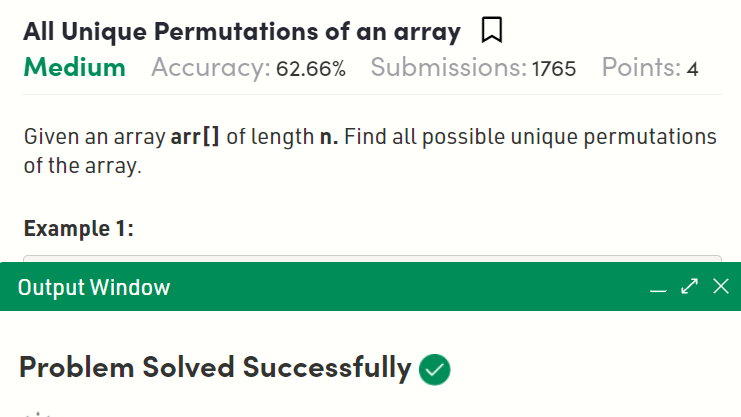 All Unique Permutations of an array
Medium Accuracy: 62.66% Submissions: 1765 Points: 4
Given an array arr[] of length n. Find all possible unique permutations
of the array.
Example 1:
Output Window
Problem Solved Successfully